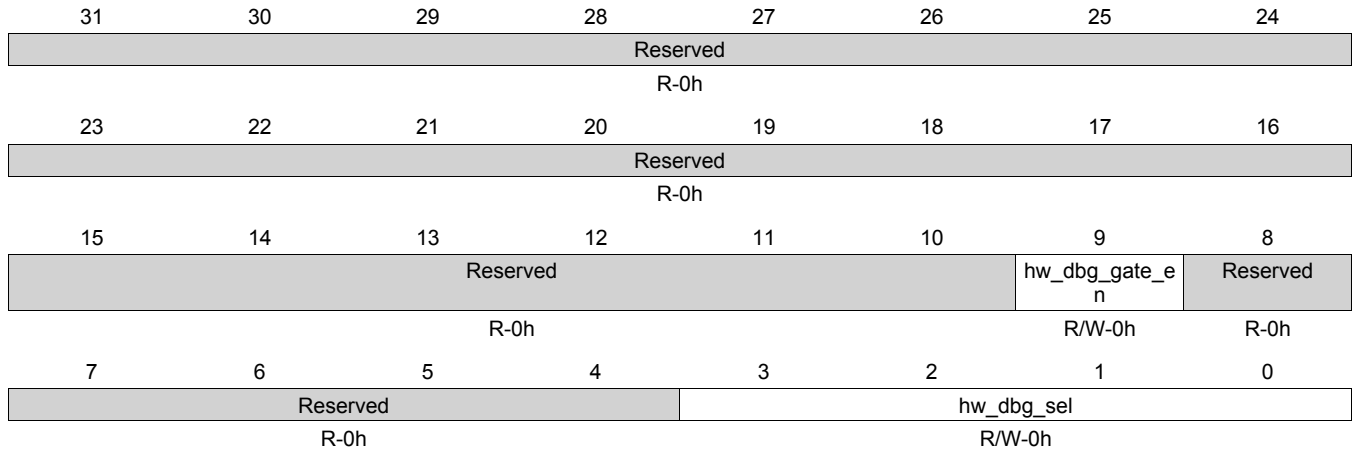 31 30 29 28 27 26 25 24
Reserved
R-0h
23 22 21 20 19 18 17 16
Reserved
R-0h
15 14 13 12 11 10 9 8
Reserved hw_dbg_gate_e Reserved
n
R-0h R/W-0h R-0h
7 6 5 4 3 2 1 0
Reserved hw_dbg_sel
R-0h R/W-0h